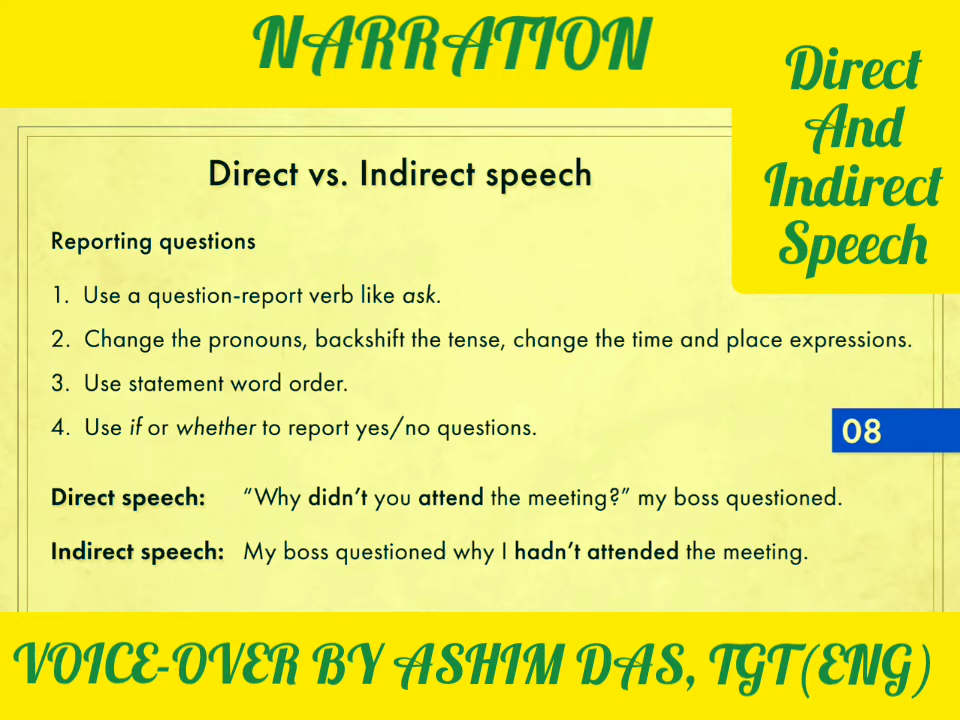 NARRATION
Direct
And
Indirect
Speech
Direct vs. Indirect speech
Reporting questions
1. Use a question-report verb like ask.
2. Change the pronouns, backshift the tense, change the time and place expressions.
3. Use statement word order.
4. Use if or whether to report yes/no questions.
08
Direct speech: “Why didn’t you attend the meeting?” my boss questioned.
Indirect speech: My boss questioned why I hadn’t attended the meeting.
VOICE-OVER BY ASHIM DAS, TGT(ENG)